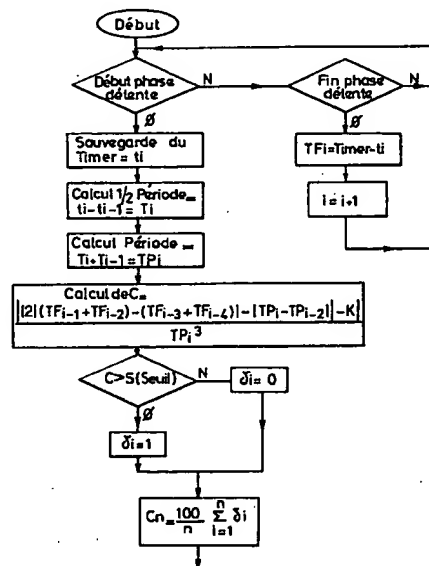 Début
Début phase
détente
N
Fin phase
détente
N
Ø
Ø
Sauvegarde du
Timer = ti
TFi=Timer-ti
Calcul 1/2 Période=
ti-ti-1= Ti
i = i+1
Calcul Période =
Ti+Ti-1=TPi
Calcul de C=
|[2|(TFi-1+TFi-2)-(TFi-3+TFi-4)|-|TPi-TPi-2|]-K|
TPi³
C>S(Seuil)
N
δi= 0
Ø
δi=1
Cn=100/n n∑i=1 δi